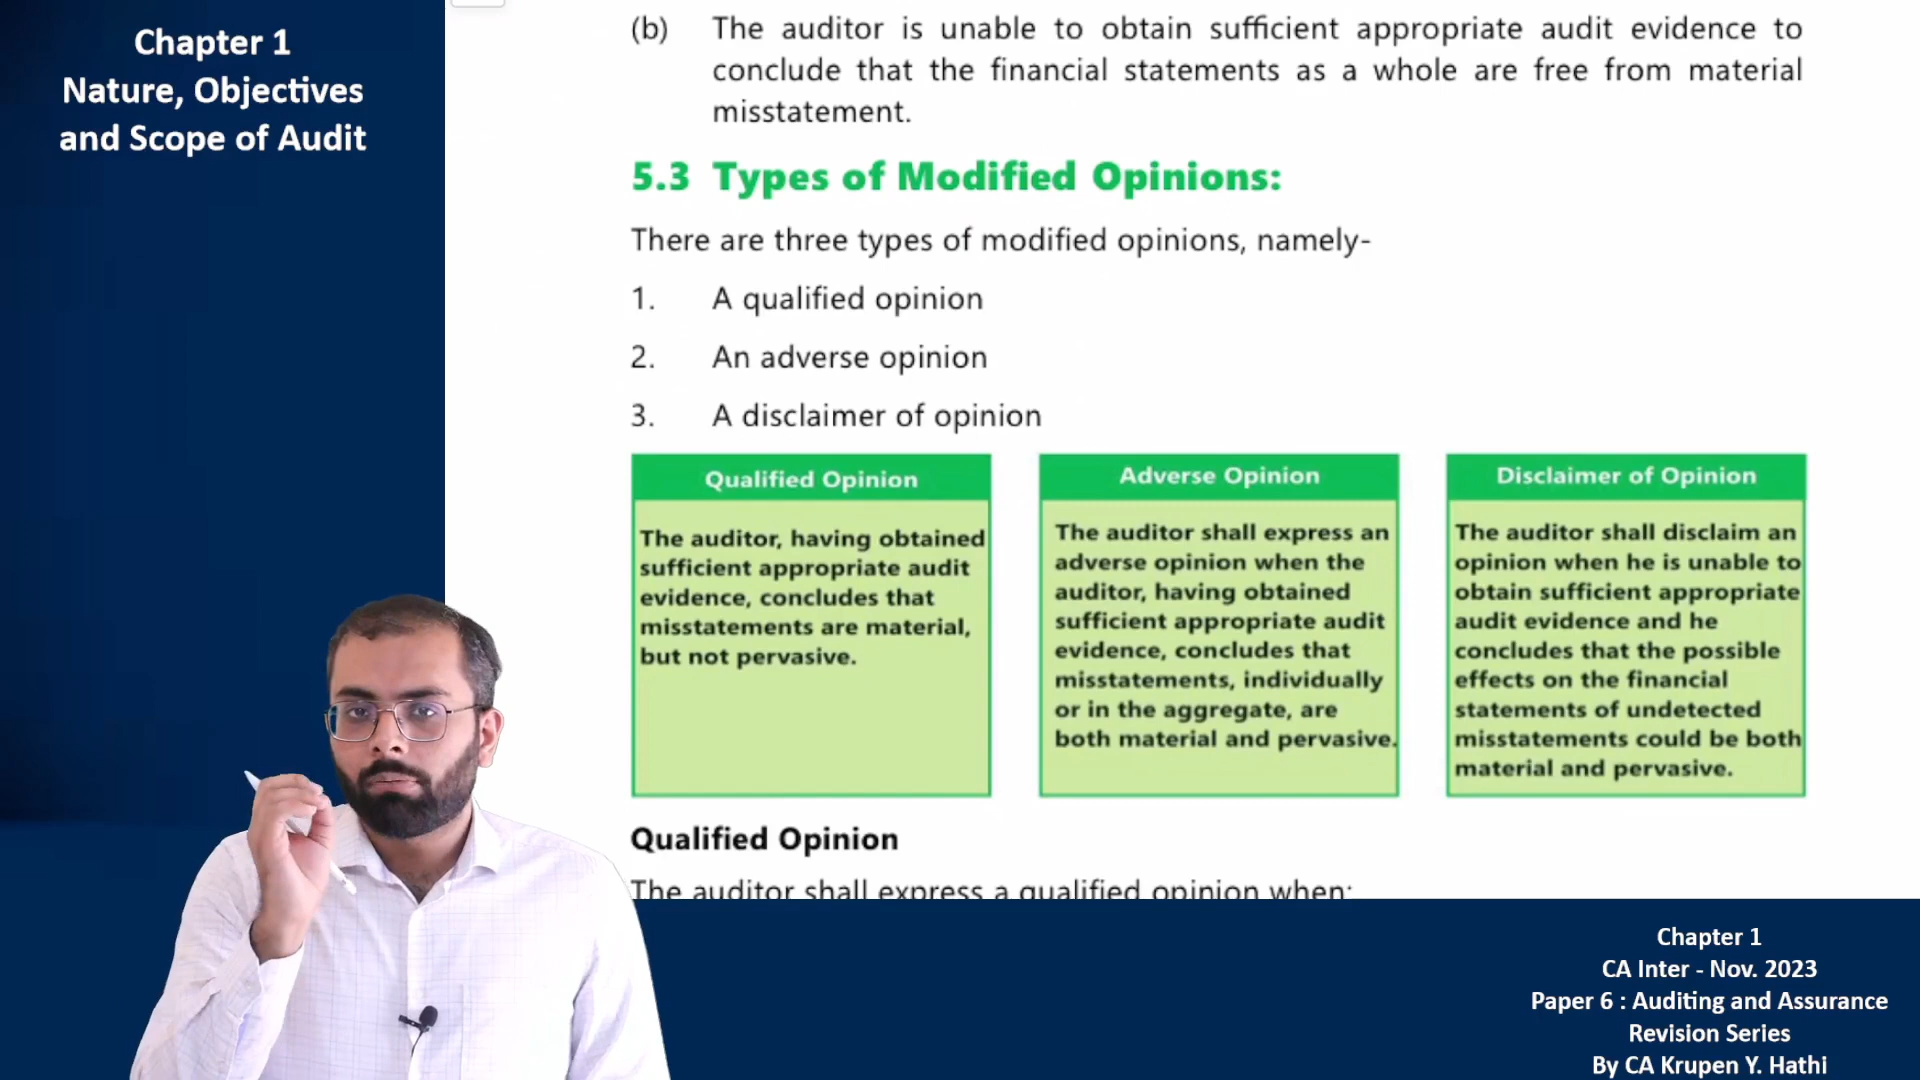 Chapter 1
Nature, Objectives
and Scope of Audit
(b) The auditor is unable to obtain sufficient appropriate audit evidence to
conclude that the financial statements as a whole are free from material
misstatement.
5.3 Types of Modified Opinions:
There are three types of modified opinions, namely-
1. A qualified opinion
2. An adverse opinion
3. A disclaimer of opinion
Qualified Opinion
The auditor, having obtained
sufficient appropriate audit
evidence, concludes that
misstatements are material,
but not pervasive.
Adverse Opinion
The auditor shall express an
adverse opinion when the
auditor, having obtained
sufficient appropriate audit
evidence, concludes that
misstatements, individually
or in the aggregate, are
both material and pervasive.
Disclaimer of Opinion
The auditor shall disclaim an
opinion when he is unable to
obtain sufficient appropriate
audit evidence and he
concludes that the possible
effects on the financial
statements of undetected
misstatements could be both
material and pervasive.
Qualified Opinion
The auditor shall express a qualified opinion when:
Chapter 1
CA Inter - Nov. 2023
Paper 6 : Auditing and Assurance
Revision Series
By CA Krupen Y. Hathi